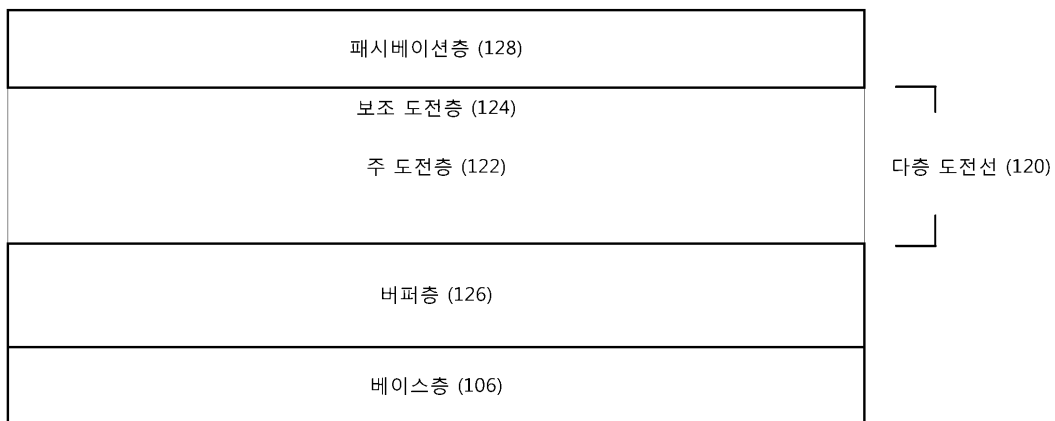 패시베이션층 (128)
보조 도전층 (124)
주 도전층 (122)
다층 도전선 (120)
버퍼층 (126)
베이스층 (106)